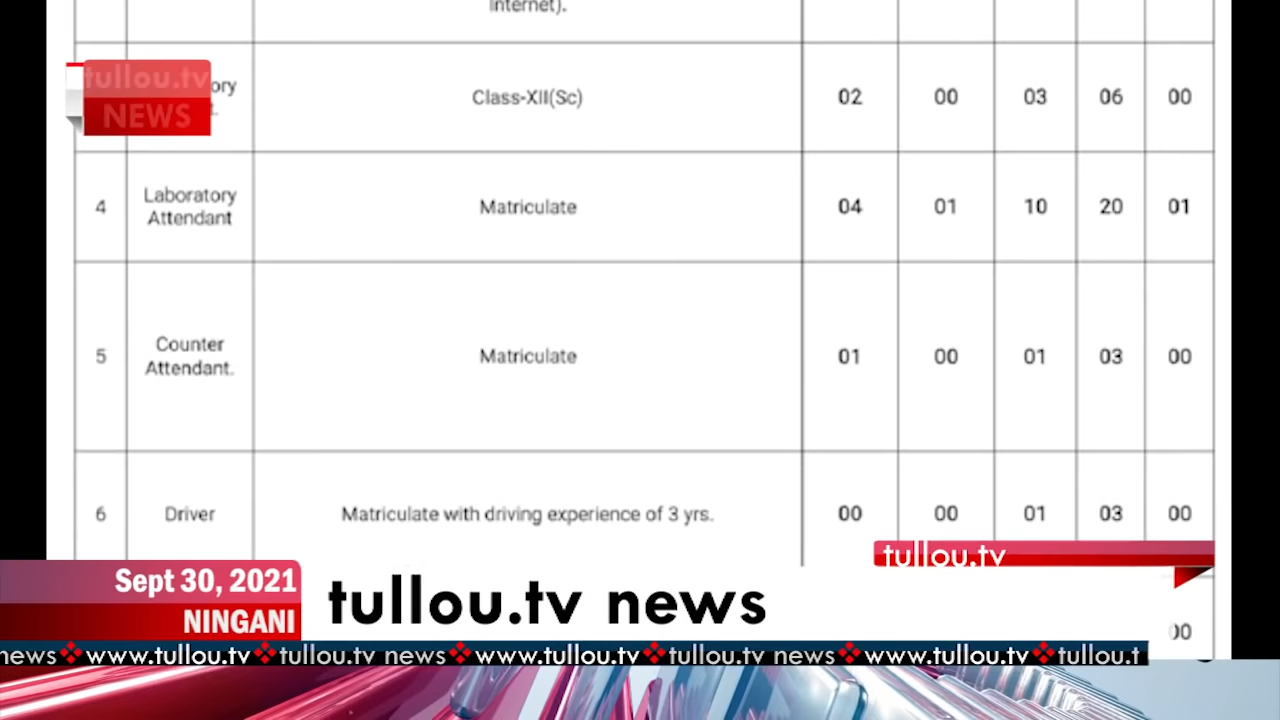 Internet).
tullou.tv
NEWS
ory
Class-XII(Sc) 02 00 03 06 00
4 Laboratory Attendant Matriculate 04 01 10 20 01
5 Counter Attendant. Matriculate 01 00 01 03 00
6 Driver Matriculate with driving experience of 3 yrs. 00 00 01 03 00
tullou.tv
Sept 30, 2021
NINGANI
tullou.tv news
00
news❖www.tullou.tv❖tullou.tv news❖www.tullou.tv❖tullou.tv news❖www.tullou.tv❖tullou.t